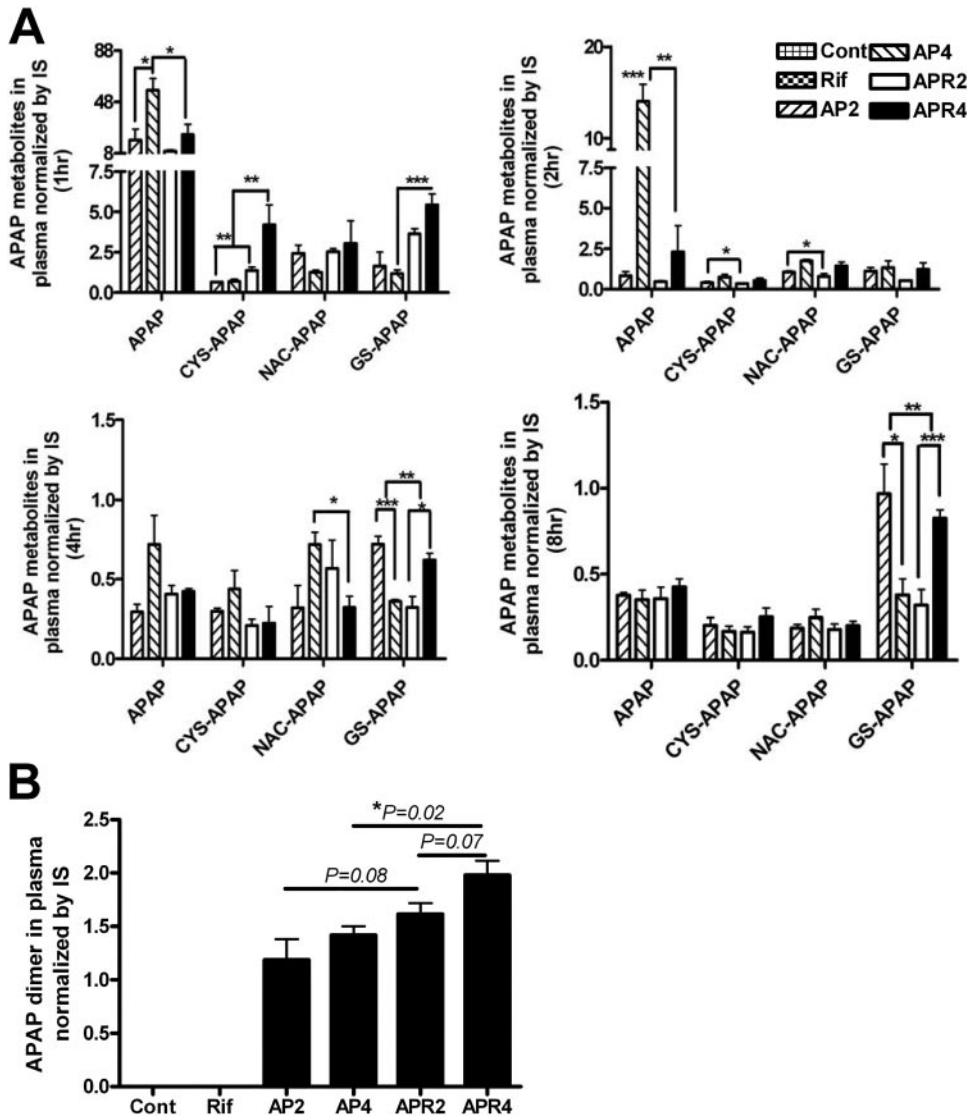 A
APAP metabolites in
plasma normalized by IS
(1hr)
88
48
8
7.5
5.0
2.5
0.0
*
*
**
**
***
APAP
CYS-APAP
NAC-APAP
GS-APAP
APAP metabolites in
plasma normalized by IS
(2hr)
20
15
10
5
4
3
2
1
0
***
**
*
*
APAP
CYS-APAP
NAC-APAP
GS-APAP
Cont
Rif
AP2
AP4
APR2
APR4
APAP metabolites in
plasma normalized by IS
(4hr)
1.5
1.0
0.5
0.0
*
***
**
*
APAP
CYS-APAP
NAC-APAP
GS-APAP
APAP metabolites in
plasma normalized by IS
(8hr)
1.5
1.0
0.5
0.0
**
*
***
APAP
CYS-APAP
NAC-APAP
GS-APAP
B
APAP dimer in plasma
normalized by IS
2.5
2.0
1.5
1.0
0.5
0.0
*P=0.02
P=0.07
P=0.08
Cont
Rif
AP2
AP4
APR2
APR4